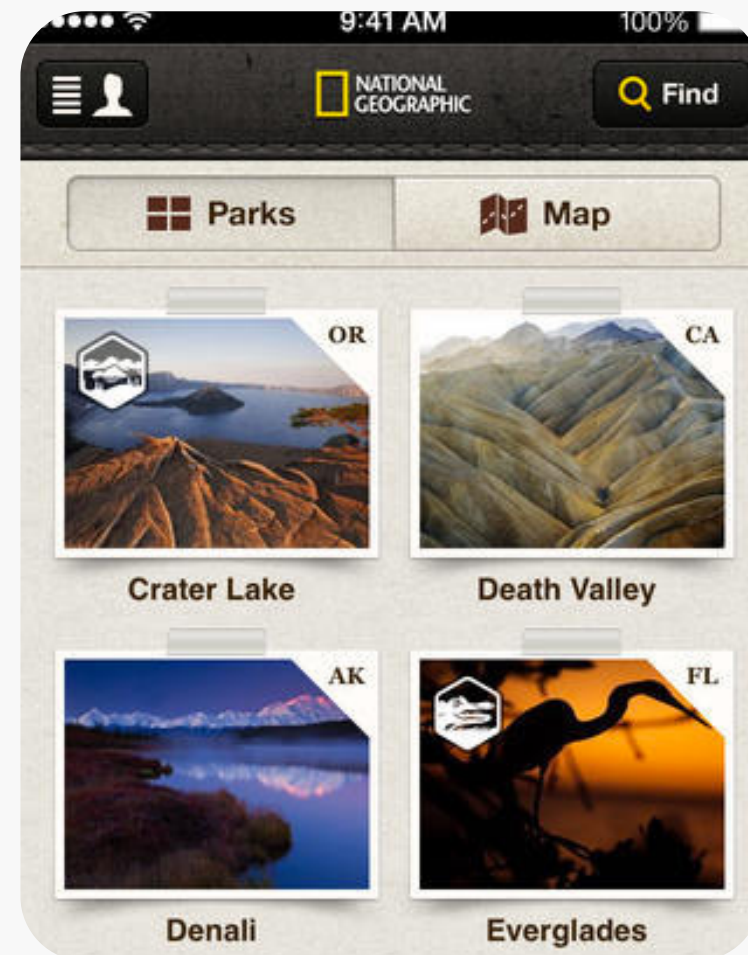 9:41 AM 100%
NATIONAL
GEOGRAPHIC
Find
Parks Map
OR CA
Crater Lake Death Valley
AK FL
Denali Everglades